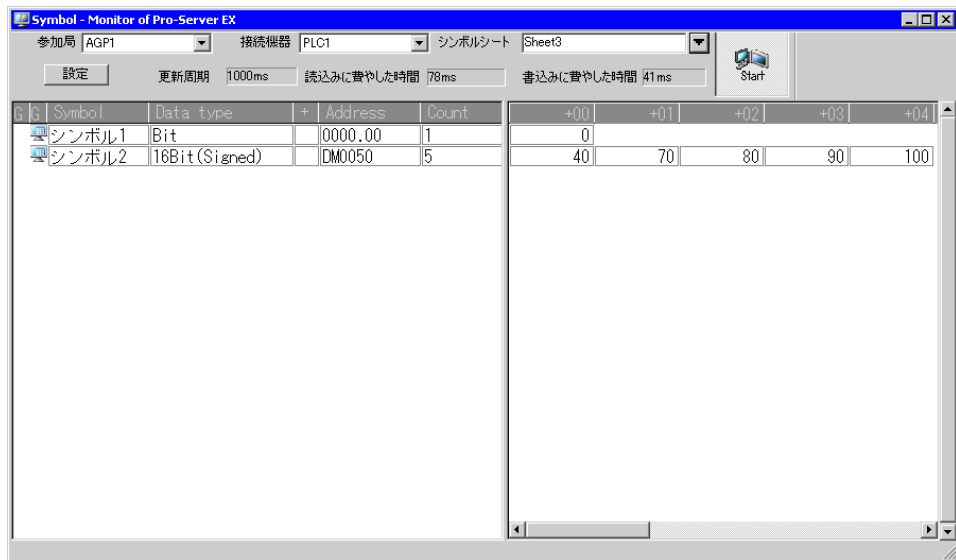 Symbol - Monitor of Pro-Server EX
参加局 AGP1 接続機器 PLC1 シンボルシート Sheet3
設定 更新周期 1000ms 読込みに費やした時間 78ms 書込みに費やした時間 41ms Start
G G Symbol Data type + Address Count +00 +01 +02 +03 +04
シンボル1 Bit 0000.00 1 0
シンボル2 16Bit(Signed) DM0050 5 40 70 80 90 100